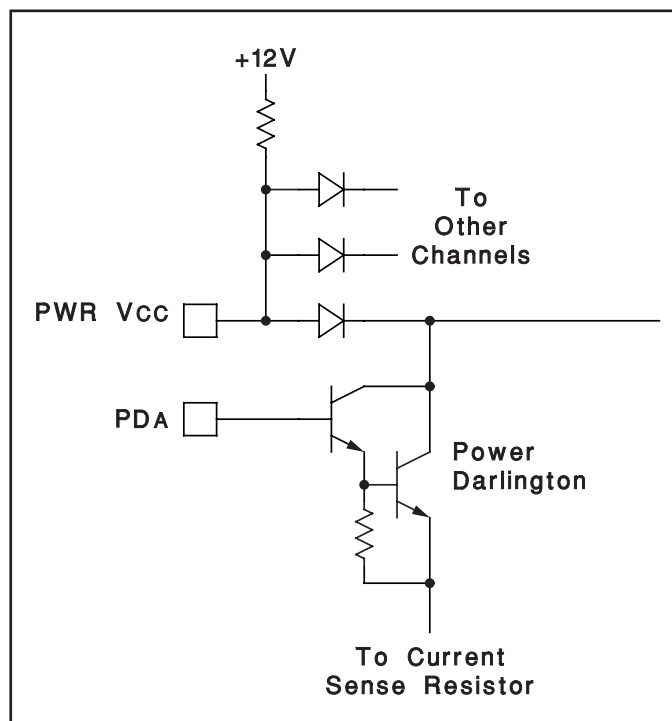 +12V
To
Other
Channels
PWR VCC
PDA
Power
Darlington
To Current
Sense Resistor